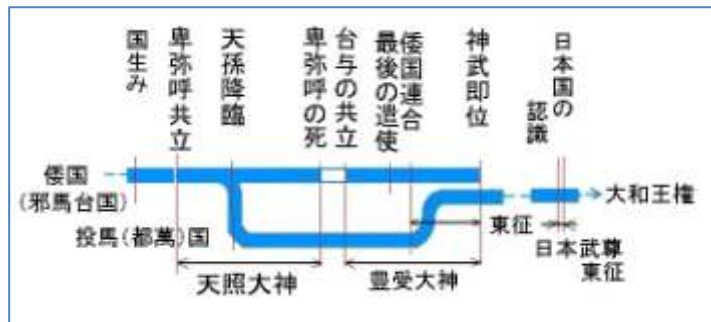 国生み
卑弥呼共立
天孫降臨
卑弥呼の死
台与の共立
最後の遣使
倭国連合
神武即位
日本国の
認識
倭国
(邪馬台国)
大和王権
投馬(都萬)国
東征
日本武尊
東征
天照大神
豊受大神